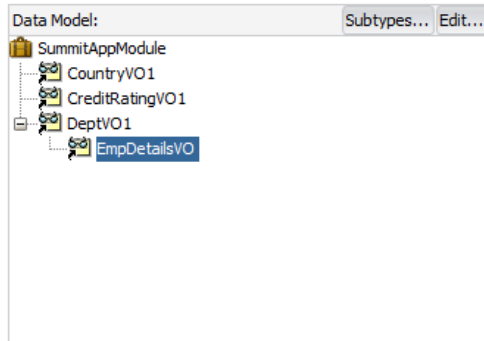 Data Model: Subtypes... Edit...
SummitAppModule
CountryVO1
CreditRatingVO1
DeptVO1
EmpDetailsVO